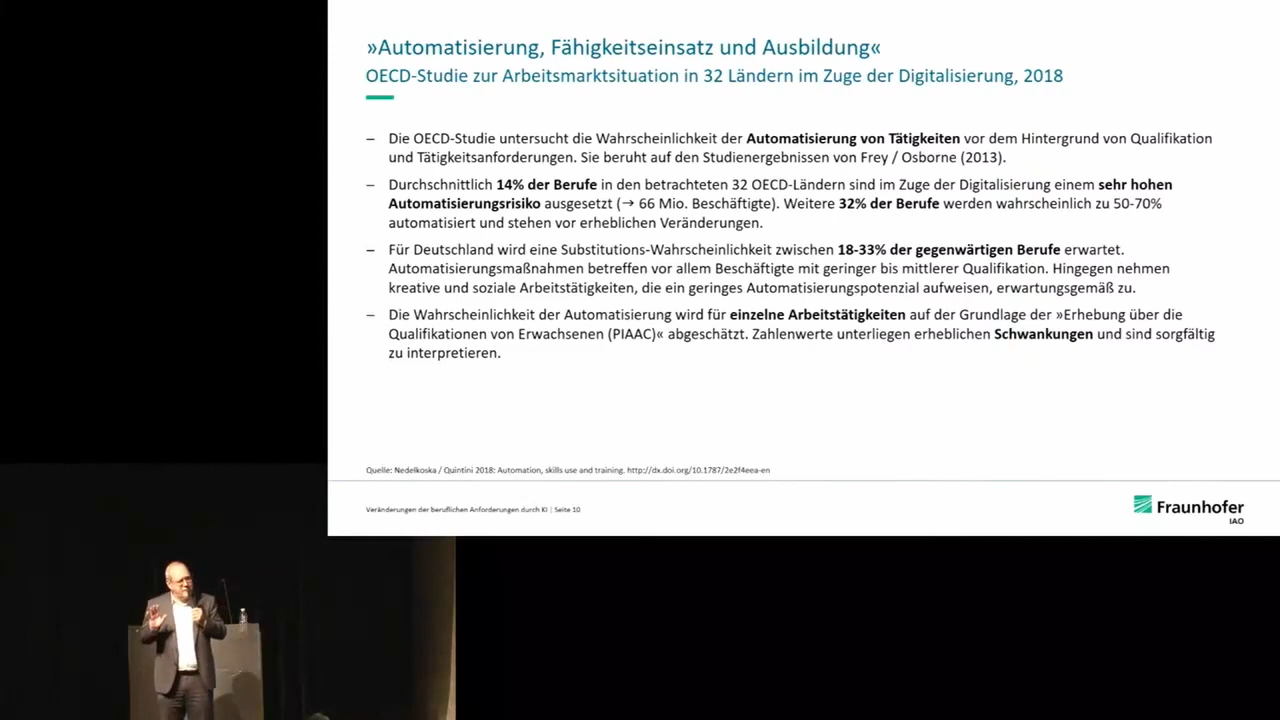 »Automatisierung, Fähigkeitseinsatz und Ausbildung«
OECD-Studie zur Arbeitsmarktsituation in 32 Ländern im Zuge der Digitalisierung, 2018
– Die OECD-Studie untersucht die Wahrscheinlichkeit der Automatisierung von Tätigkeiten vor dem Hintergrund von Qualifikation
und Tätigkeitsanforderungen. Sie beruht auf den Studienergebnissen von Frey / Osborne (2013).
– Durchschnittlich 14% der Berufe in den betrachteten 32 OECD-Ländern sind im Zuge der Digitalisierung einem sehr hohen
Automatisierungsrisiko ausgesetzt (→ 66 Mio. Beschäftigte). Weitere 32% der Berufe werden wahrscheinlich zu 50-70%
automatisiert und stehen vor erheblichen Veränderungen.
– Für Deutschland wird eine Substitutions-Wahrscheinlichkeit zwischen 18-33% der gegenwärtigen Berufe erwartet.
Automatisierungsmaßnahmen betreffen vor allem Beschäftigte mit geringer bis mittlerer Qualifikation. Hingegen nehmen
kreative und soziale Arbeitstätigkeiten, die ein geringes Automatisierungspotenzial aufweisen, erwartungsgemäß zu.
– Die Wahrscheinlichkeit der Automatisierung wird für einzelne Arbeitstätigkeiten auf der Grundlage der »Erhebung über die
Qualifikationen von Erwachsenen (PIAAC)« abgeschätzt. Zahlenwerte unterliegen erheblichen Schwankungen und sind sorgfältig
zu interpretieren.
Quelle: Nedelkoska / Quintini 2018: Automation, skills use and training. http://dx.doi.org/10.1787/2e2f4eea-en
Veränderungen der beruflichen Anforderungen durch KI | Seite 10
Fraunhofer
IAO